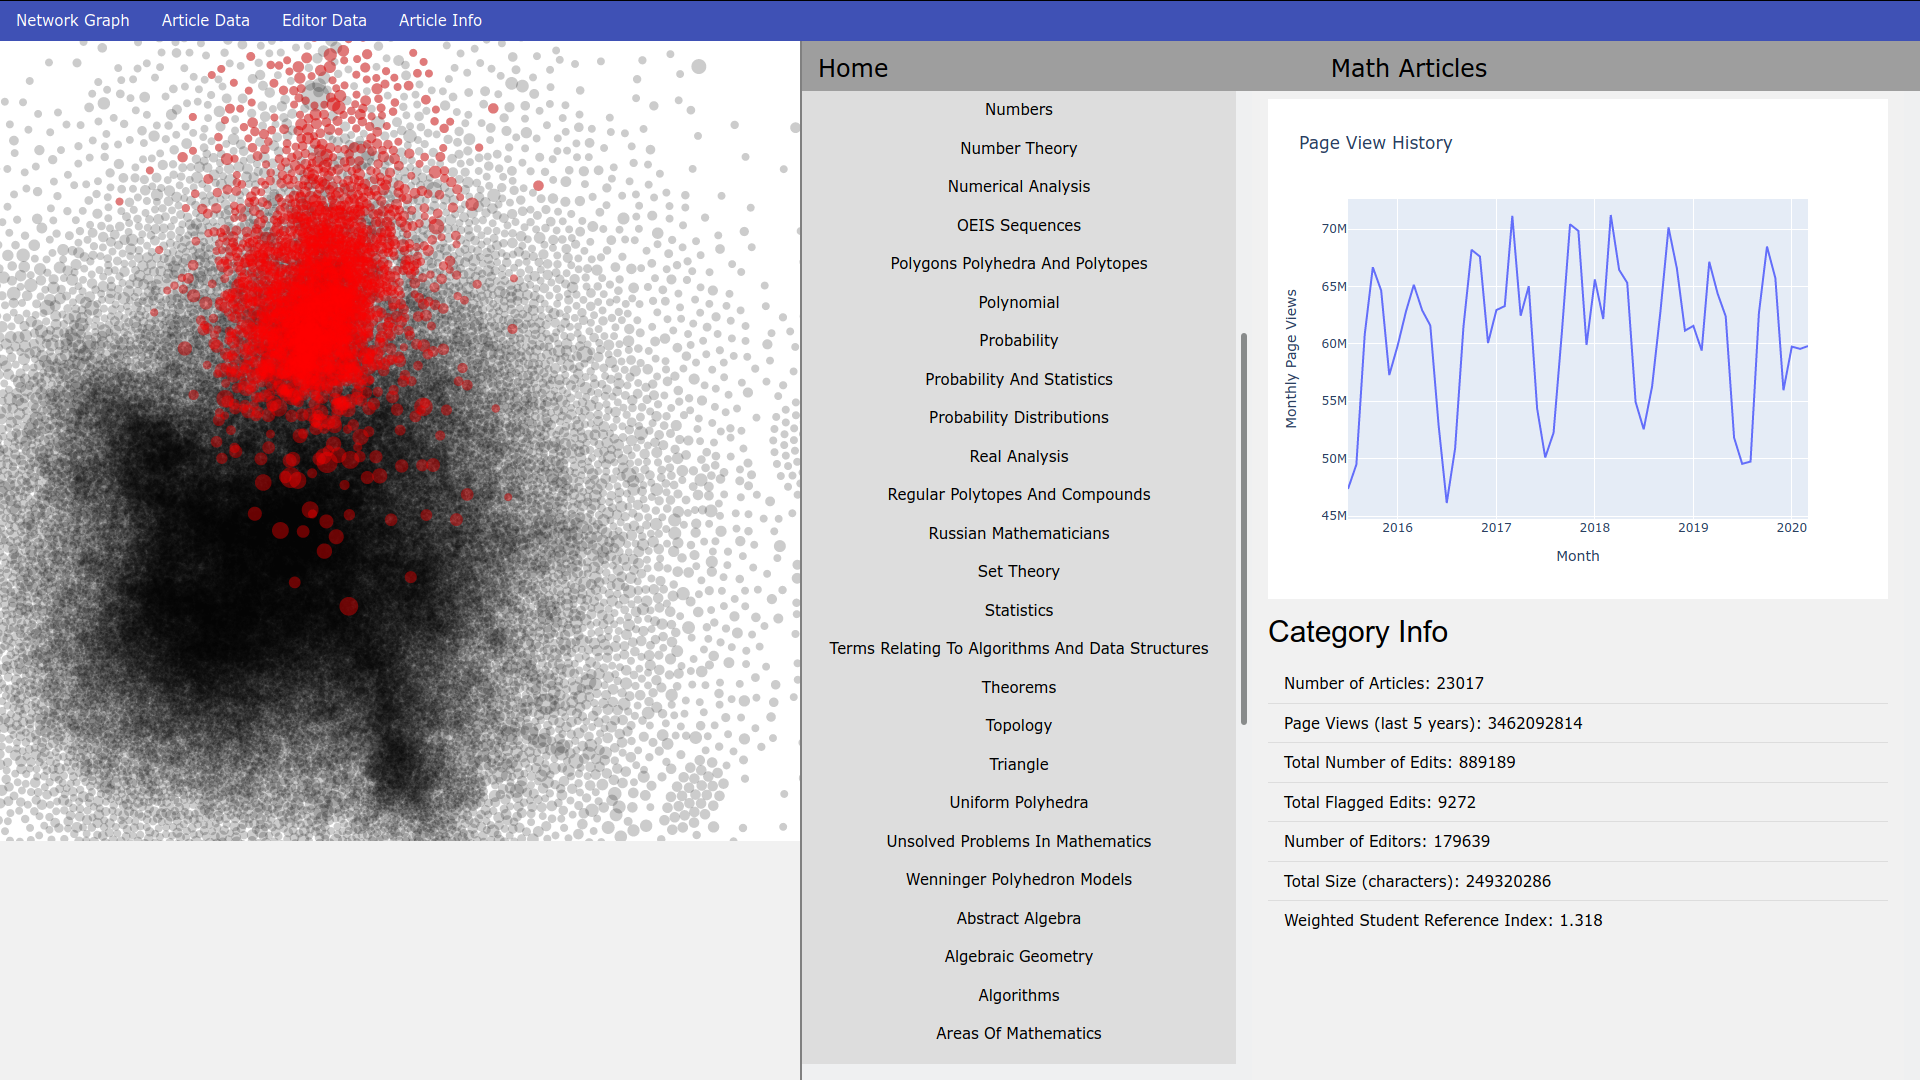 Network Graph
Article Data
Editor Data
Article Info
Home
Math Articles
Numbers
Number Theory
Numerical Analysis
OEIS Sequences
Polygons Polyhedra And Polytopes
Polynomial
Probability
Probability And Statistics
Probability Distributions
Real Analysis
Regular Polytopes And Compounds
Russian Mathematicians
Set Theory
Statistics
Terms Relating To Algorithms And Data Structures
Theorems
Topology
Triangle
Uniform Polyhedra
Unsolved Problems In Mathematics
Wenninger Polyhedron Models
Abstract Algebra
Algebraic Geometry
Algorithms
Areas Of Mathematics
Page View History
Monthly Page Views
70M
65M
60M
55M
50M
45M
2016
2017
2018
2019
2020
Month
Category Info
Number of Articles: 23017
Page Views (last 5 years): 3462092814
Total Number of Edits: 889189
Total Flagged Edits: 9272
Number of Editors: 179639
Total Size (characters): 249320286
Weighted Student Reference Index: 1.318